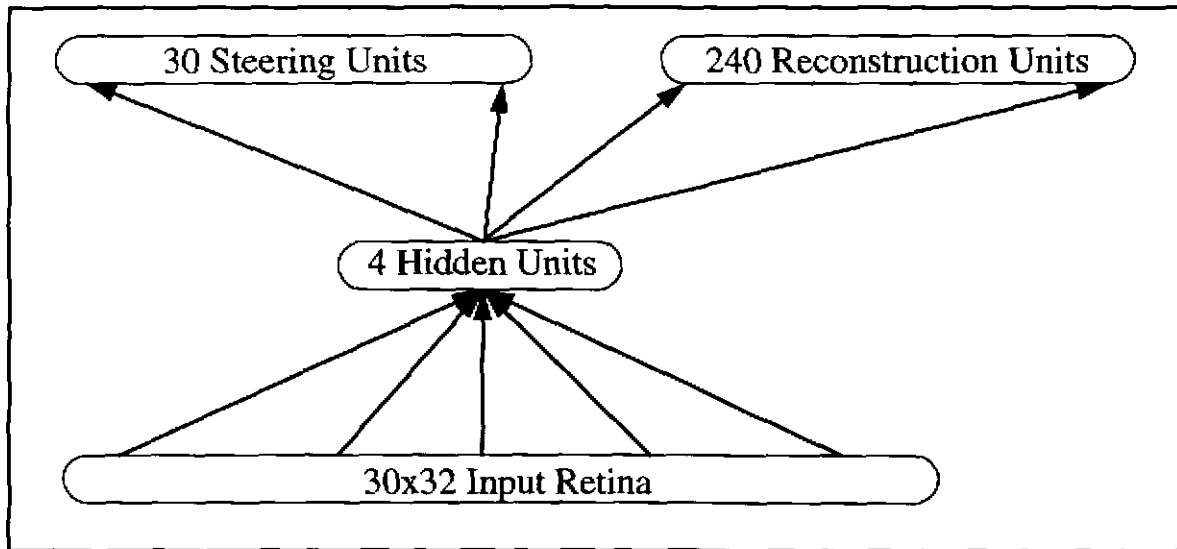 30 Steering Units
240 Reconstruction Units
4 Hidden Units
30x32 Input Retina